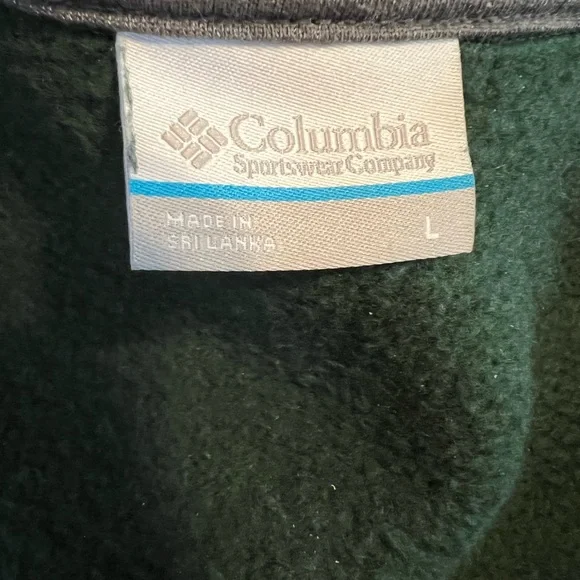 Columbia
Sportswear Company
MADE IN
SRI LANKA
L